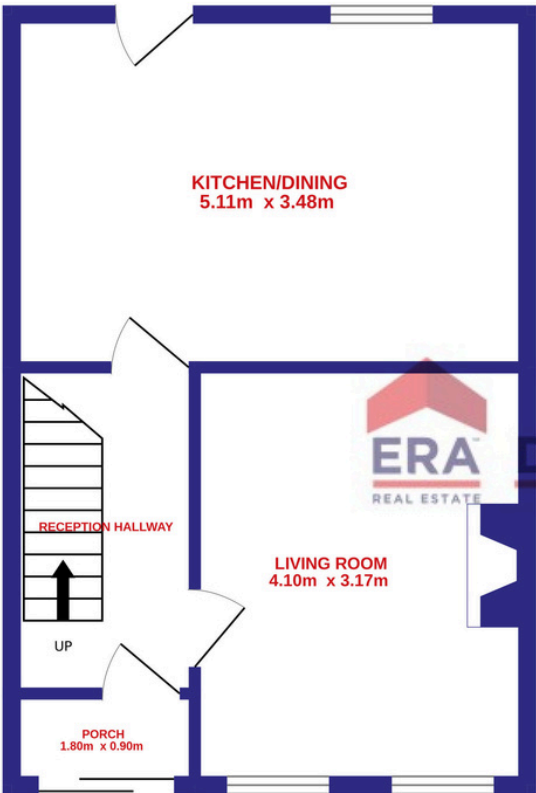 KITCHEN/DINING
5.11m x 3.48m
ERA™
REAL ESTATE
RECEPTION HALLWAY
LIVING ROOM
4.10m x 3.17m
UP
PORCH
1.80m x 0.90m